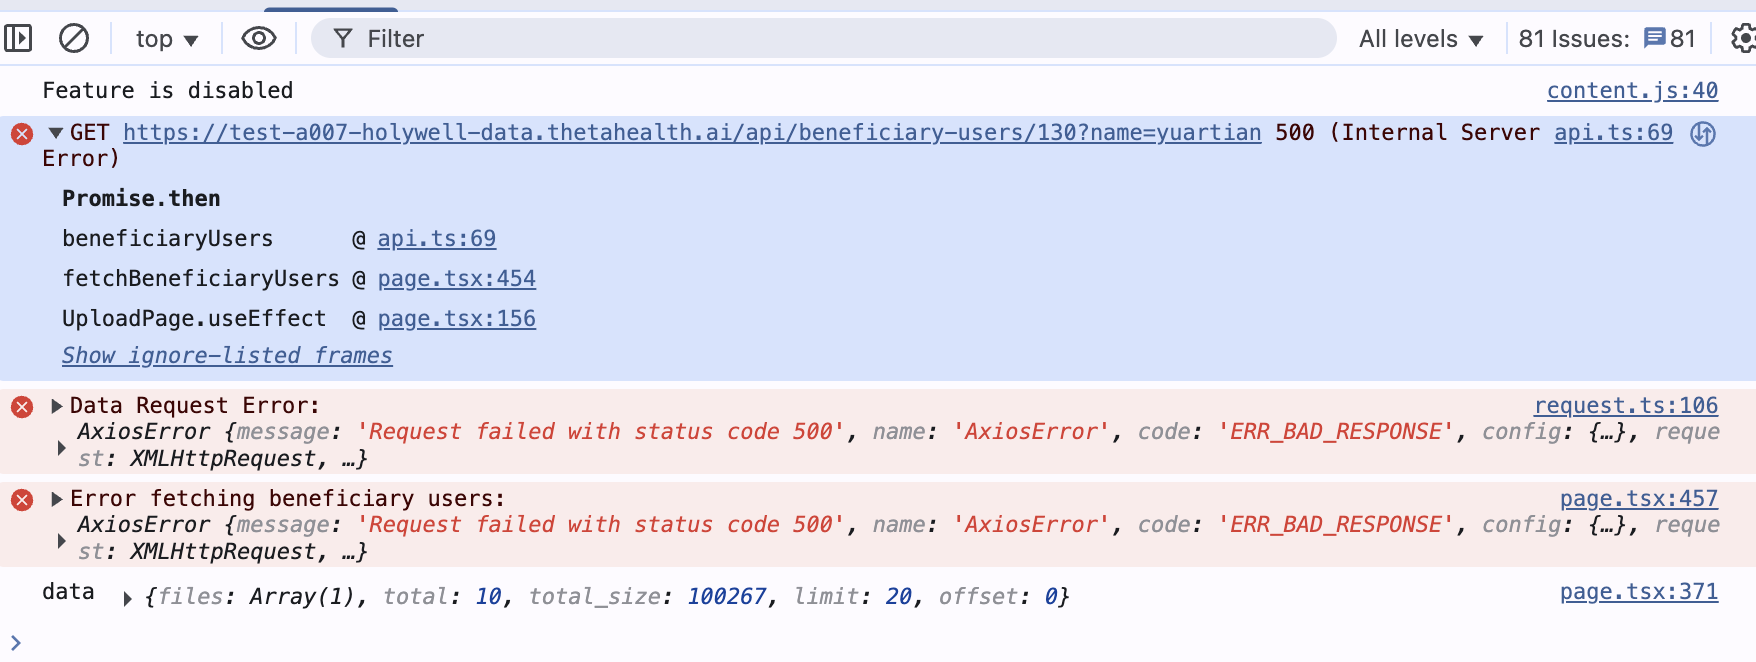 top ▼ Filter All levels ▼ 81 Issues: 81
Feature is disabled content.js:40
▼ GET https://test-a007-holywell-data.thetahealth.ai/api/beneficiary-users/130?name=yuartian 500 (Internal Server api.ts:69
Error)
Promise.then
beneficiaryUsers @ api.ts:69
fetchBeneficiaryUsers @ page.tsx:454
UploadPage.useEffect @ page.tsx:156
Show ignore-listed frames
▶ Data Request Error: request.ts:106
AxiosError {message: 'Request failed with status code 500', name: 'AxiosError', code: 'ERR_BAD_RESPONSE', config: {…}, reque
▶ st: XMLHttpRequest, …}
▶ Error fetching beneficiary users: page.tsx:457
AxiosError {message: 'Request failed with status code 500', name: 'AxiosError', code: 'ERR_BAD_RESPONSE', config: {…}, reque
▶ st: XMLHttpRequest, …}
data ▶ {files: Array(1), total: 10, total_size: 100267, limit: 20, offset: 0} page.tsx:371